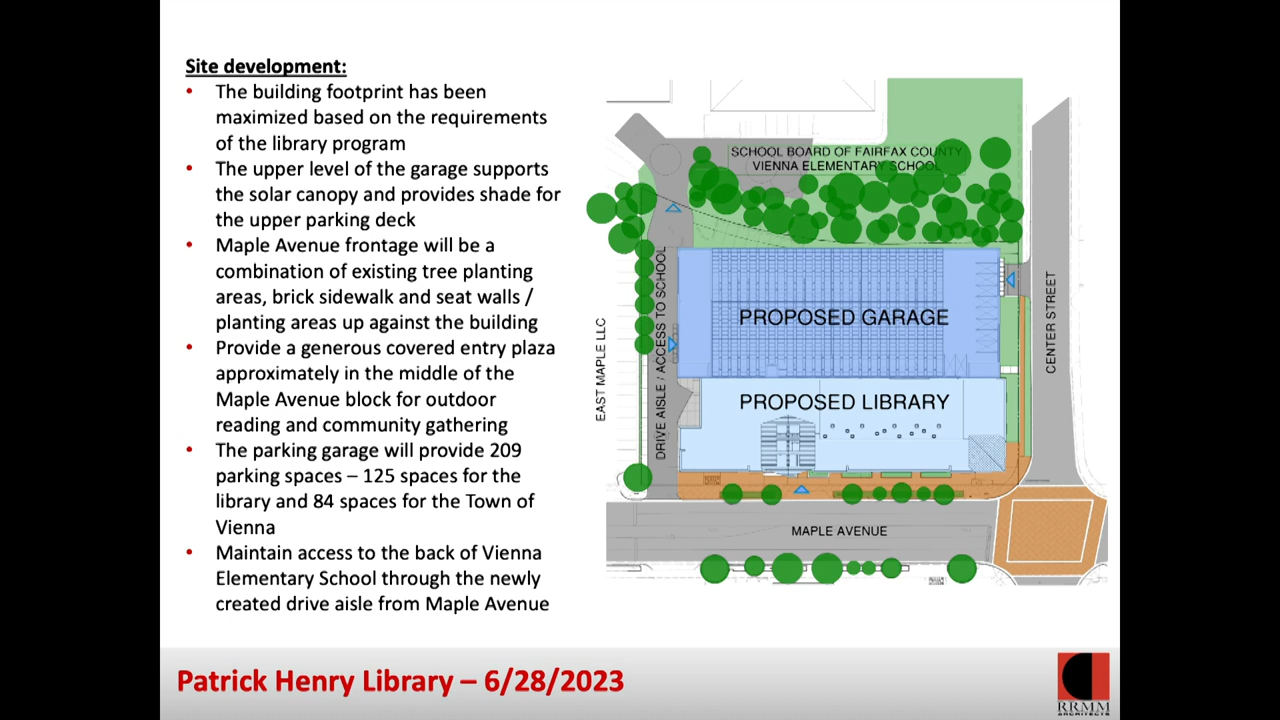 Site development:
• The building footprint has been
maximized based on the requirements
of the library program
• The upper level of the garage supports
the solar canopy and provides shade for
the upper parking deck
• Maple Avenue frontage will be a
combination of existing tree planting
areas, brick sidewalk and seat walls /
planting areas up against the building
• Provide a generous covered entry plaza
approximately in the middle of the
Maple Avenue block for outdoor
reading and community gathering
• The parking garage will provide 209
parking spaces – 125 spaces for the
library and 84 spaces for the Town of
Vienna
• Maintain access to the back of Vienna
Elementary School through the newly
created drive aisle from Maple Avenue
SCHOOL BOARD OF FAIRFAX COUNTY
VIENNA ELEMENTARY SCHOOL
EAST MAPLE LLC
DRIVE AISLE / ACCESS TO SCHOOL
PROPOSED GARAGE
PROPOSED LIBRARY
CENTER STREET
MAPLE AVENUE
Patrick Henry Library – 6/28/2023
RRMM
ARCHITECTS